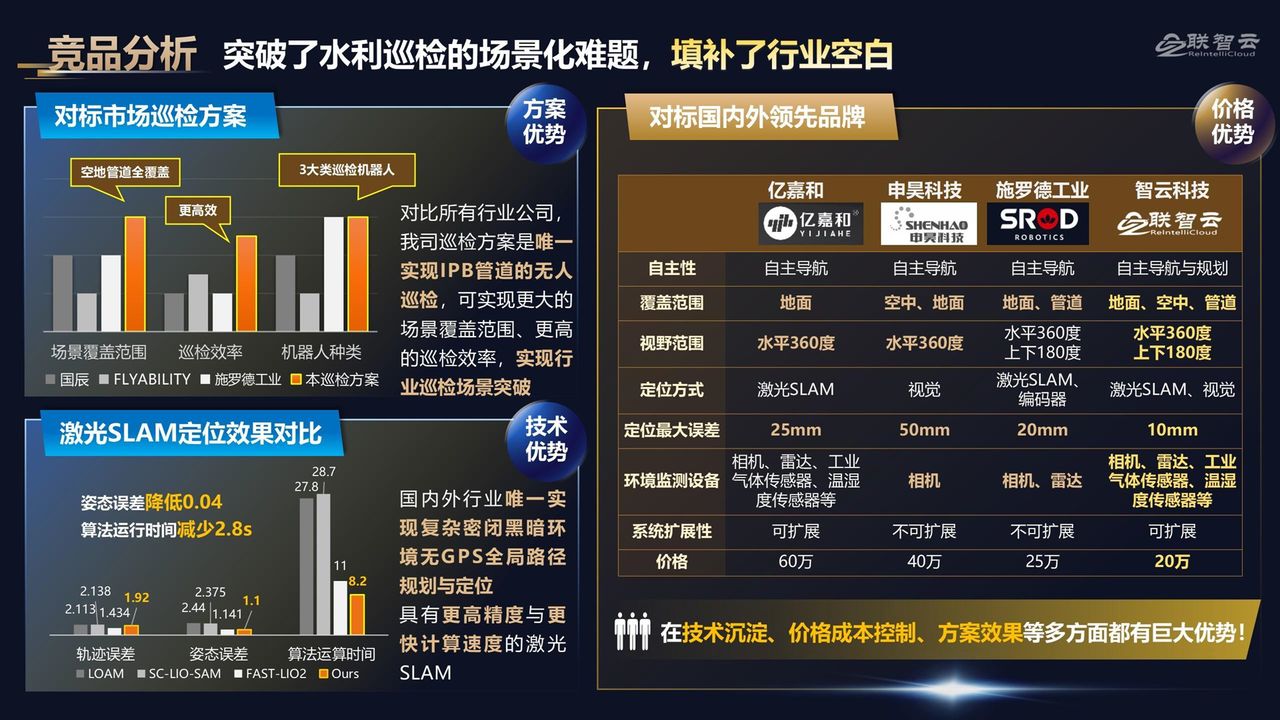 竞品分析 突破了水利巡检的场景化难题，填补了行业空白
联智云
ReIntelliCloud
对标市场巡检方案
方案
优势
空地管道全覆盖
更高效
3大类巡检机器人
场景覆盖范围 巡检效率 机器人种类
国辰 FLYABILITY 施罗德工业 本巡检方案
对比所有行业公司，
我司巡检方案是唯一
实现IPB管道的无人
巡检，可实现更大的
场景覆盖范围、更高
的巡检效率，实现行
业巡检场景突破
激光SLAM定位效果对比
技术
优势
姿态误差降低0.04
算法运行时间减少2.8s
2.113 2.138 1.434 1.92
2.44 2.375 1.141 1.1
27.8 28.7 11 8.2
轨迹误差 姿态误差 算法运算时间
LOAM SC-LIO-SAM FAST-LIO2 Ours
国内外行业唯一实
现复杂密闭黑暗环
境无GPS全局路径
规划与定位
具有更高精度与更
快计算速度的激光
SLAM
对标国内外领先品牌
价格
优势
亿嘉和 申昊科技 施罗德工业 智云科技
亿嘉和 YIJIAHE SHENHAO 申昊科技 SROD ROBOTICS 联智云 ReIntelliCloud
自主性 自主导航 自主导航 自主导航 自主导航与规划
覆盖范围 地面 空中、地面 地面、管道 地面、空中、管道
视野范围 水平360度 水平360度 水平360度 上下180度 水平360度 上下180度
定位方式 激光SLAM 视觉 激光SLAM、编码器 激光SLAM、视觉
定位最大误差 25mm 50mm 20mm 10mm
环境监测设备 相机、雷达、工业气体传感器、温湿度传感器等 相机 相机、雷达 相机、雷达、工业气体传感器、温湿度传感器等
系统扩展性 可扩展 不可扩展 不可扩展 可扩展
价格 60万 40万 25万 20万
在技术沉淀、价格成本控制、方案效果等多方面都有巨大优势！